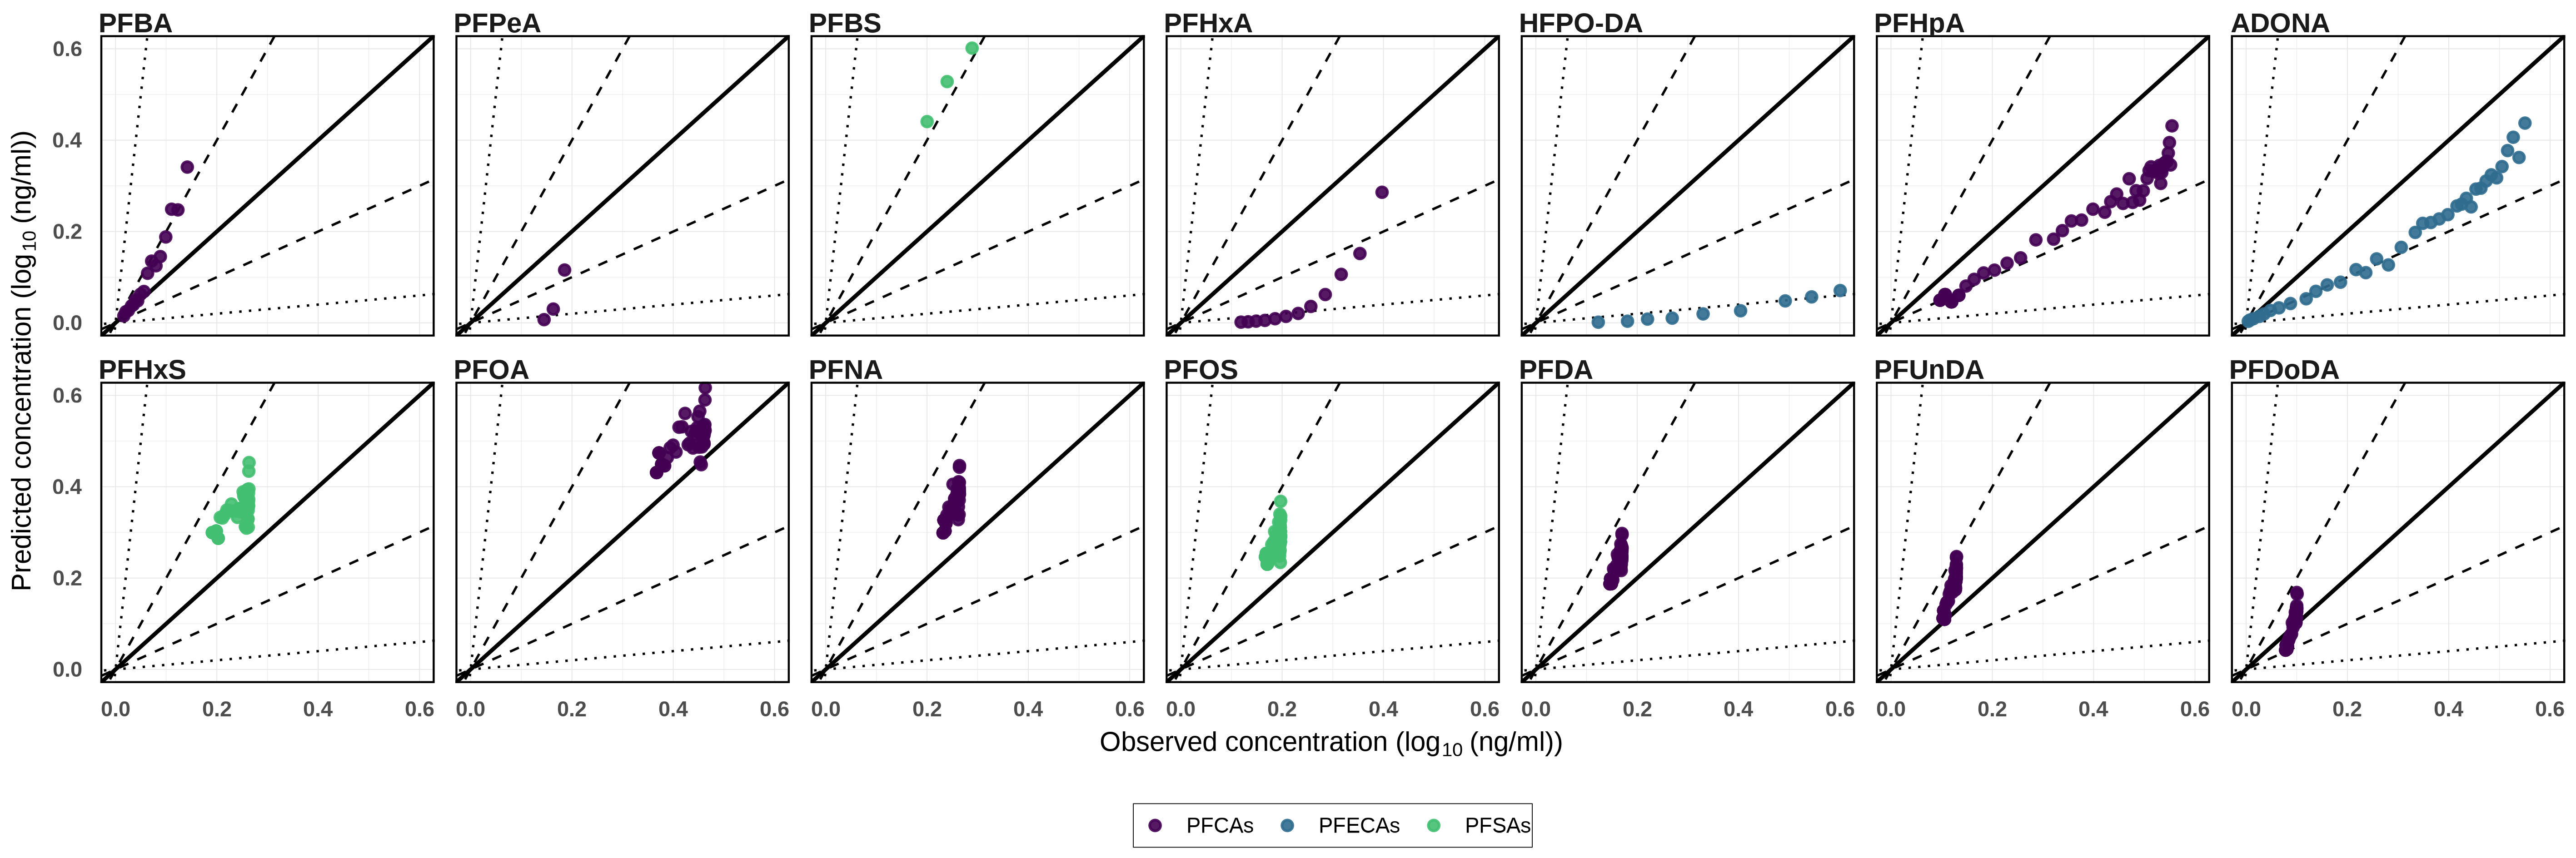 PFBA PFPeA PFBS PFHxA HFPO-DA PFHpA ADONA
0.6
0.4
0.2
0.0
PFHxS PFOA PFNA PFOS PFDA PFUnDA PFDoDA
0.6
0.4
0.2
0.0
0.0 0.2 0.4 0.6 0.0 0.2 0.4 0.6 0.0 0.2 0.4 0.6 0.0 0.2 0.4 0.6 0.0 0.2 0.4 0.6 0.0 0.2 0.4 0.6 0.0 0.2 0.4 0.6
Predicted concentration (log10 (ng/ml))
Observed concentration (log10 (ng/ml))
PFCAs PFECAs PFSAs